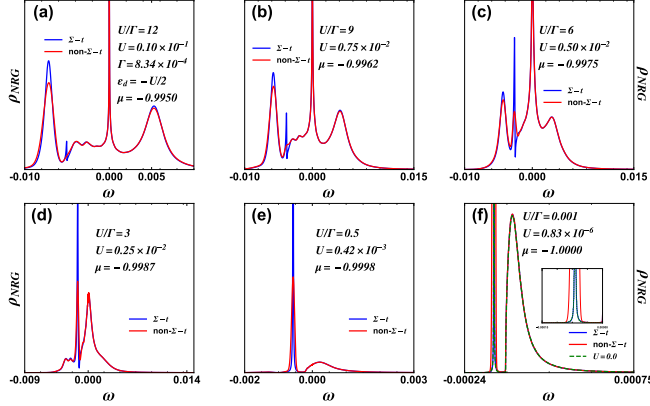 (a)
U/Γ = 12
U = 0.10 × 10⁻¹
Γ = 8.34 × 10⁻⁴
ε_d = −U/2
μ = −0.9950
Σ−t
non-Σ−t
ρ_NRG
-0.010
0.000
0.005
ω
(b)
U/Γ = 9
U = 0.75 × 10⁻²
μ = −0.9962
Σ−t
non-Σ−t
-0.010
0.000
0.015
ω
(c)
U/Γ = 6
U = 0.50 × 10⁻²
μ = −0.9975
Σ−t
non-Σ−t
ρ_NRG
-0.010
0.000
0.015
ω
(d)
U/Γ = 3
U = 0.25 × 10⁻²
μ = −0.9987
Σ−t
non-Σ−t
ρ_NRG
-0.009
0.000
0.014
ω
(e)
U/Γ = 0.5
U = 0.42 × 10⁻³
μ = −0.9998
Σ−t
non-Σ−t
-0.002
0.000
0.003
ω
(f)
U/Γ = 0.001
U = 0.83 × 10⁻⁶
μ = −1.0000
Σ−t
non-Σ−t
U = 0.0
ρ_NRG
-0.00024
0.00075
ω